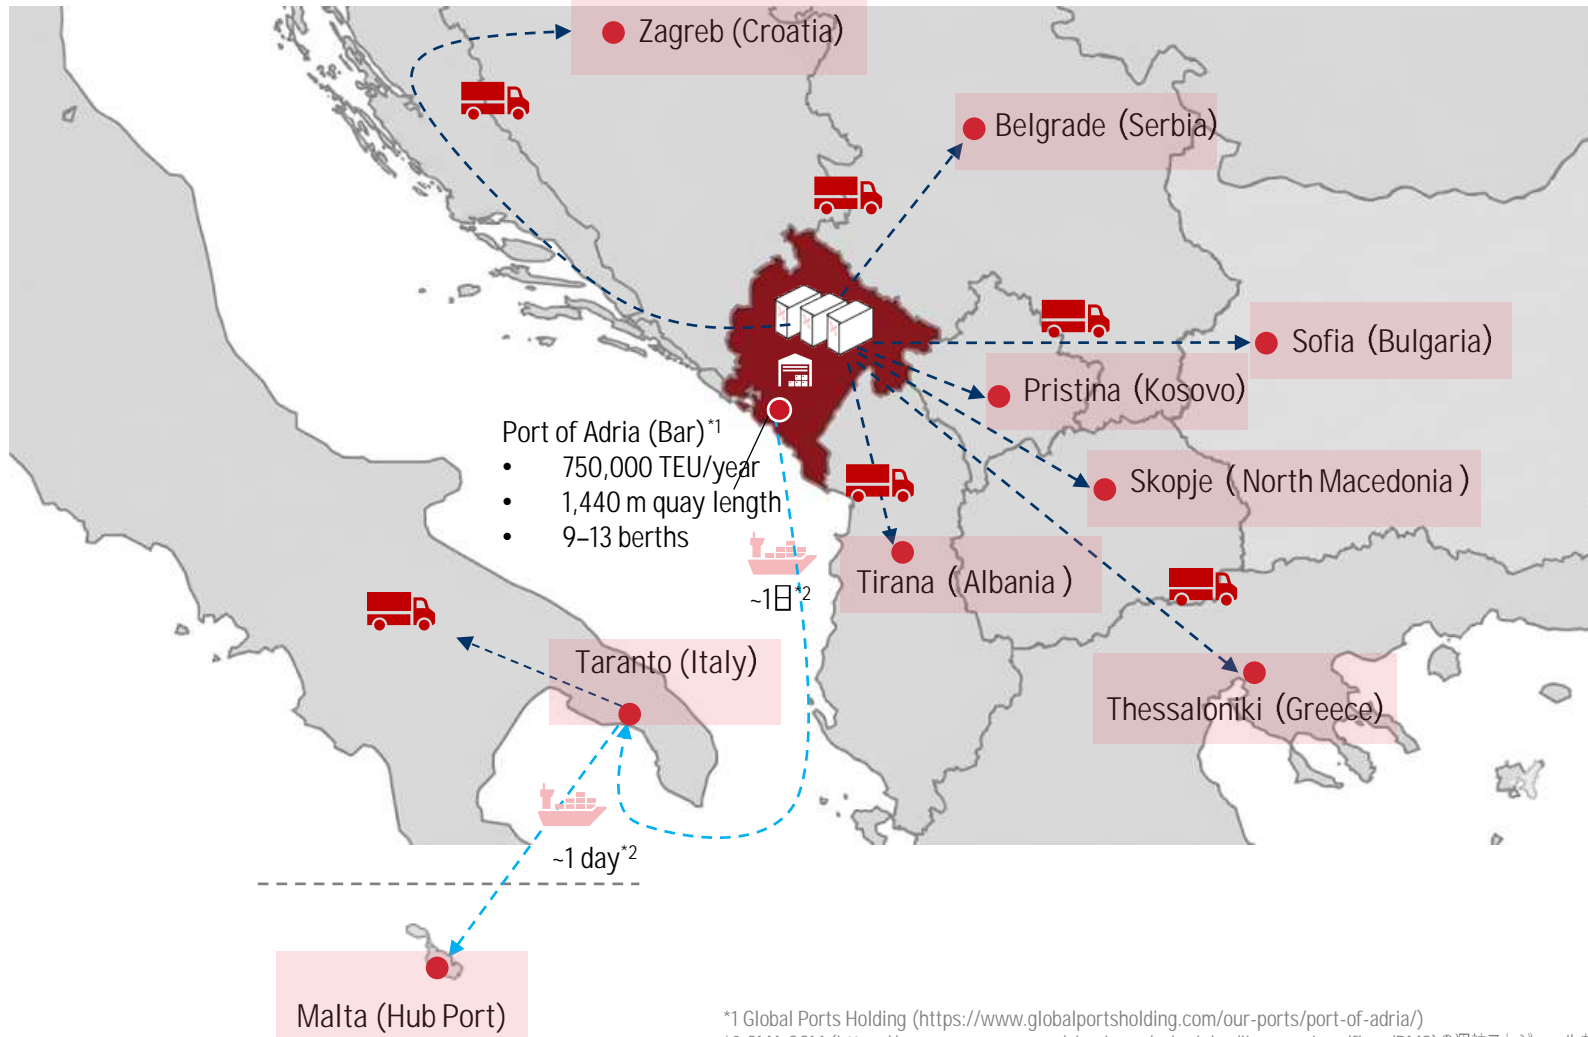 Zagreb (Croatia)
Belgrade (Serbia)
Sofia (Bulgaria)
Pristina (Kosovo)
Port of Adria (Bar)*1
• 750,000 TEU/year
• 1,440 m quay length
• 9–13 berths
Skopje (North Macedonia)
Tirana (Albania)
~1日*2
Taranto (Italy)
Thessaloniki (Greece)
~1 day*2
Malta (Hub Port)
*1 Global Ports Holding (https://www.globalportsholding.com/our-ports/port-of-adria/)